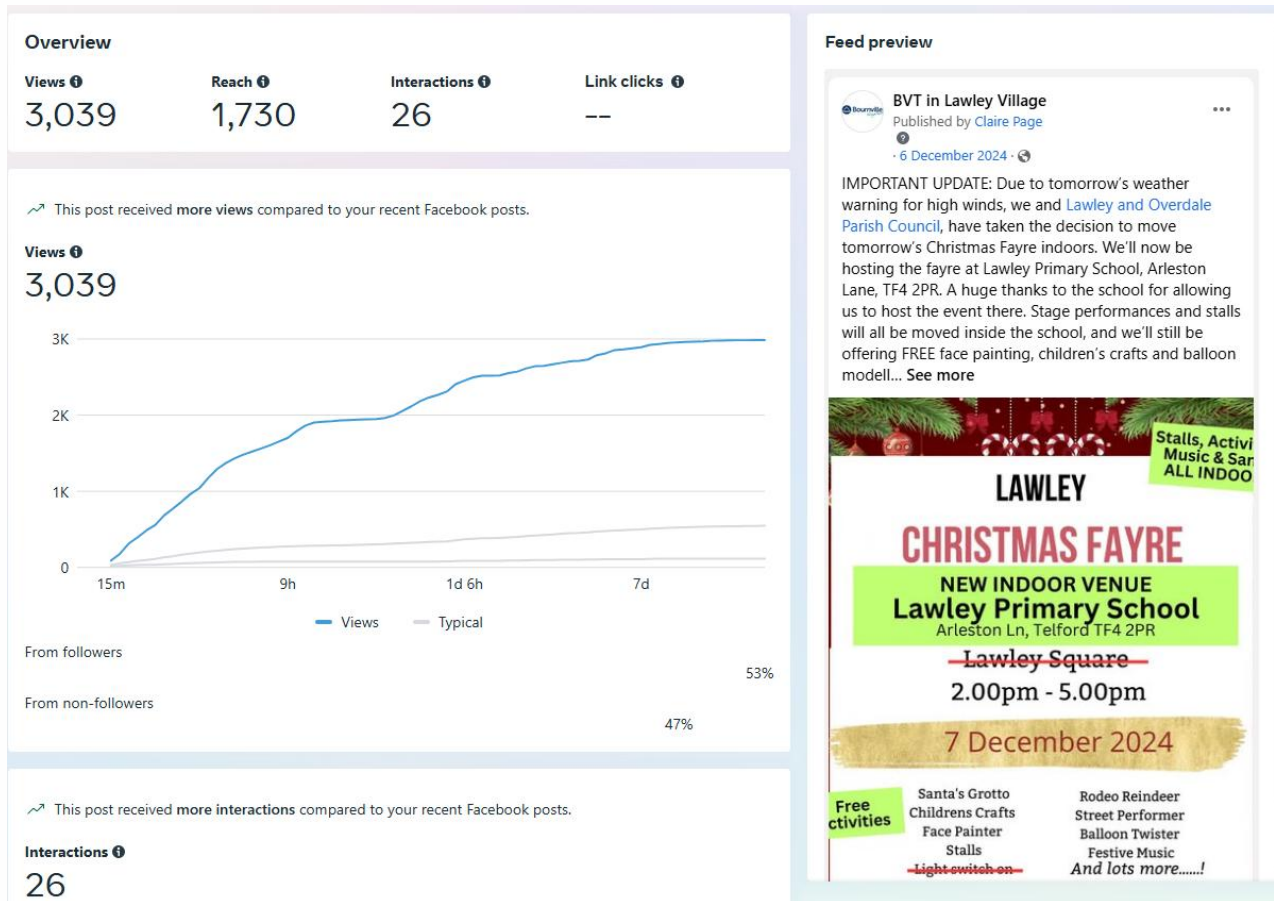 Overview
Views
Reach
Interactions
Link clicks
3,039
1,730
26
--
This post received more views compared to your recent Facebook posts.
Views
3,039
3K
2K
1K
0
15m
9h
1d 6h
7d
Views
Typical
From followers
53%
From non-followers
47%
This post received more interactions compared to your recent Facebook posts.
Interactions
26
Feed preview
Bournville
BVT in Lawley Village
Published by Claire Page
· 6 December 2024 ·
IMPORTANT UPDATE: Due to tomorrow's weather
warning for high winds, we and Lawley and Overdale
Parish Council, have taken the decision to move
tomorrow's Christmas Fayre indoors. We'll now be
hosting the fayre at Lawley Primary School, Arleston
Lane, TF4 2PR. A huge thanks to the school for allowing
us to host the event there. Stage performances and stalls
will all be moved inside the school, and we'll still be
offering FREE face painting, children's crafts and balloon
modell... See more
Stalls, Activi
Music & San
ALL INDOO
LAWLEY
CHRISTMAS FAYRE
NEW INDOOR VENUE
Lawley Primary School
Arleston Ln, Telford TF4 2PR
Lawley Square
2.00pm - 5.00pm
7 December 2024
Free
ctivities
Santa's Grotto
Childrens Crafts
Face Painter
Stalls
Light switch on
Rodeo Reindeer
Street Performer
Balloon Twister
Festive Music
And lots more......!